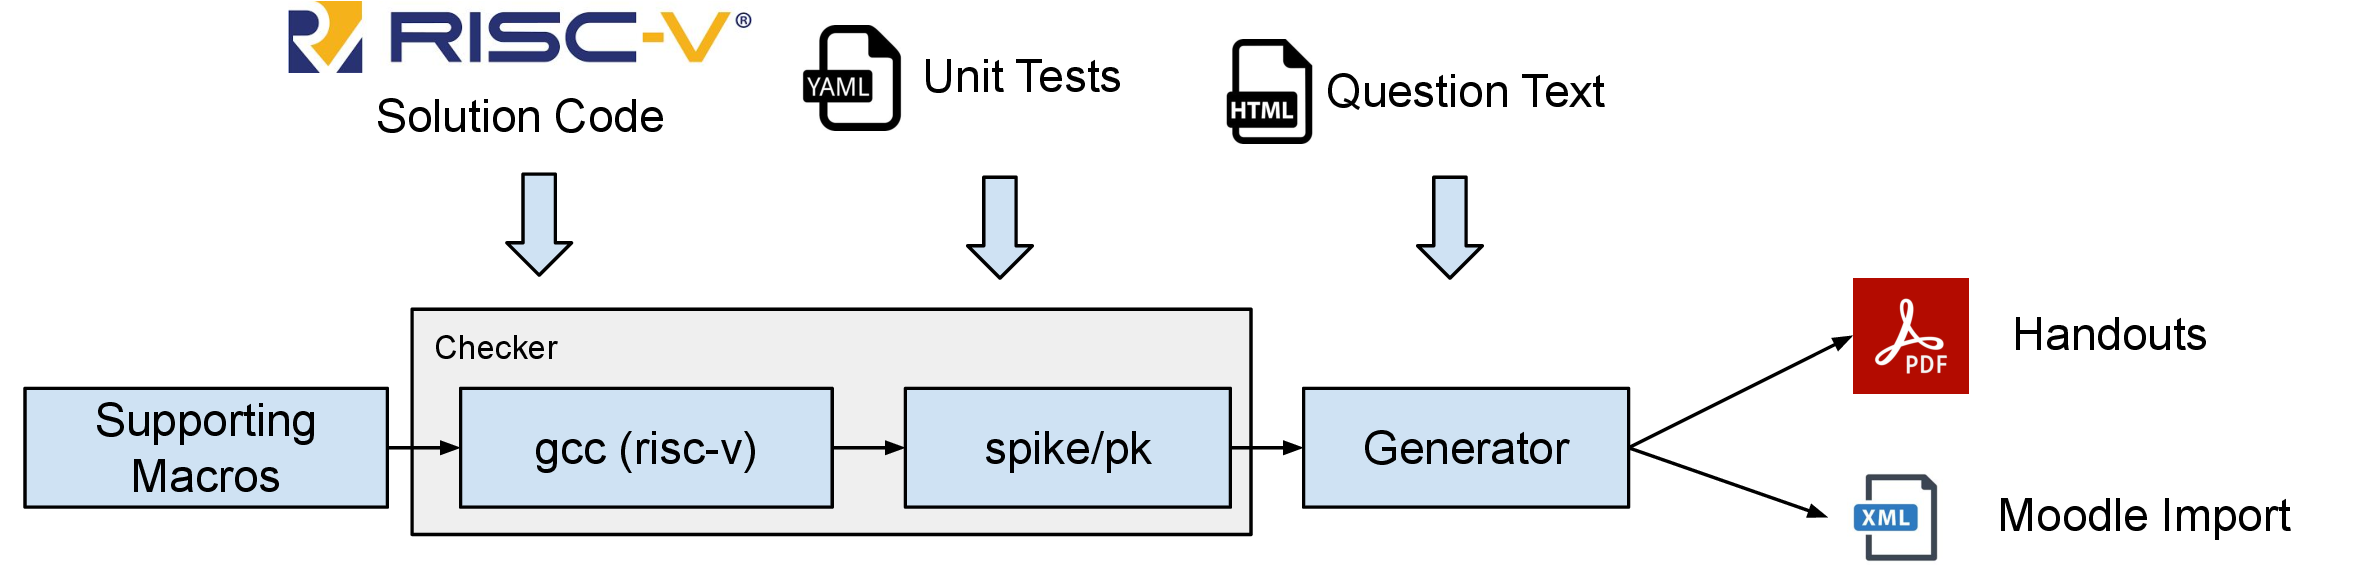 RISC-V®
Solution Code
YAML
Unit Tests
HTML
Question Text
Checker
Supporting
Macros
gcc (risc-v)
spike/pk
Generator
PDF
Handouts
XML
Moodle Import